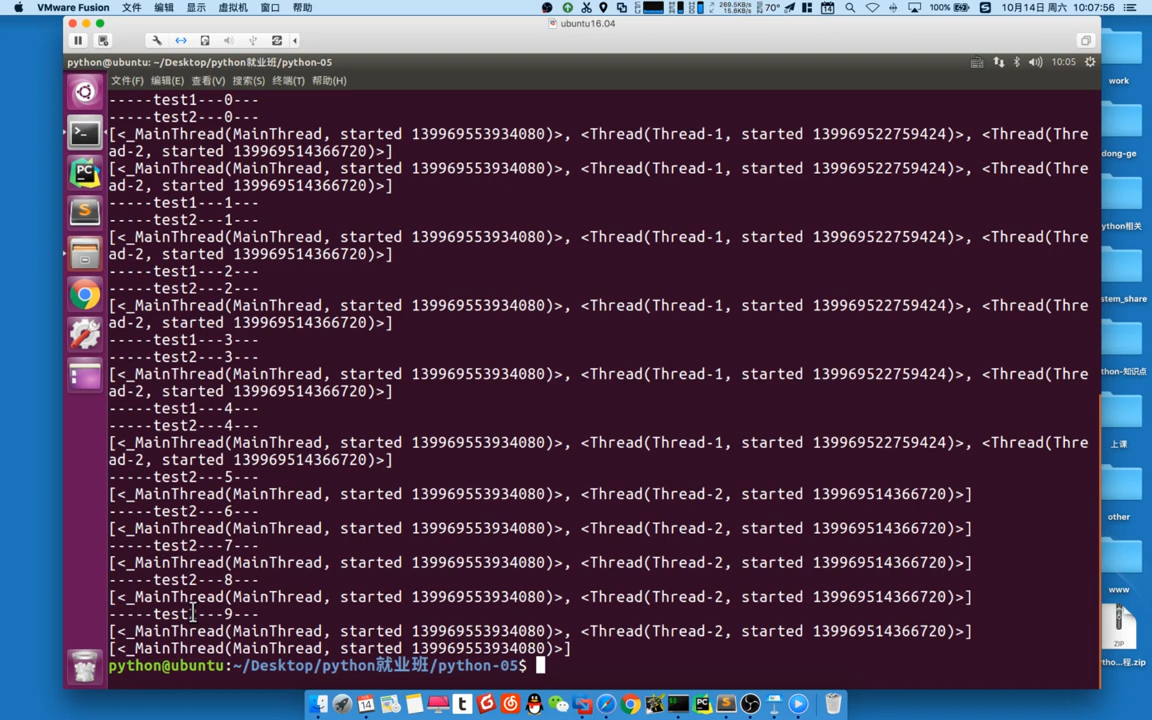 VMware Fusion 文件 编辑 显示 虚拟机 窗口 帮助
269.5KB/s
15.6KB/s
70° 14 100% 10月14日 周六 10:07:56
ubuntu16.04
python@ubuntu: ~/Desktop/python就业班/python-05
10:05
文件(F) 编辑(E) 查看(V) 搜索(S) 终端(T) 帮助(H)
-----test1---0---
-----test2---0---
[<_MainThread(MainThread, started 139969553934080)>, <Thread(Thread-1, started 139969522759424)>, <Thread(Thre
ad-2, started 139969514366720)>]
[<_MainThread(MainThread, started 139969553934080)>, <Thread(Thread-1, started 139969522759424)>, <Thread(Thre
ad-2, started 139969514366720)>]
-----test1---1---
-----test2---1---
[<_MainThread(MainThread, started 139969553934080)>, <Thread(Thread-1, started 139969522759424)>, <Thread(Thre
ad-2, started 139969514366720)>]
-----test1---2---
-----test2---2---
[<_MainThread(MainThread, started 139969553934080)>, <Thread(Thread-1, started 139969522759424)>, <Thread(Thre
ad-2, started 139969514366720)>]
-----test1---3---
-----test2---3---
[<_MainThread(MainThread, started 139969553934080)>, <Thread(Thread-1, started 139969522759424)>, <Thread(Thre
ad-2, started 139969514366720)>]
-----test1---4---
-----test2---4---
[<_MainThread(MainThread, started 139969553934080)>, <Thread(Thread-1, started 139969522759424)>, <Thread(Thre
ad-2, started 139969514366720)>]
-----test2---5---
[<_MainThread(MainThread, started 139969553934080)>, <Thread(Thread-2, started 139969514366720)>]
-----test2---6---
[<_MainThread(MainThread, started 139969553934080)>, <Thread(Thread-2, started 139969514366720)>]
-----test2---7---
[<_MainThread(MainThread, started 139969553934080)>, <Thread(Thread-2, started 139969514366720)>]
-----test2---8---
[<_MainThread(MainThread, started 139969553934080)>, <Thread(Thread-2, started 139969514366720)>]
-----test2---9---
[<_MainThread(MainThread, started 139969553934080)>, <Thread(Thread-2, started 139969514366720)>]
[<_MainThread(MainThread, started 139969553934080)>]
python@ubuntu:~/Desktop/python就业班/python-05$
work
dong-ge
ython相关
stem_share
thon-知识点
上课
other
www
ZIP
tho...程.zip
PC
S
14
t
PC
S